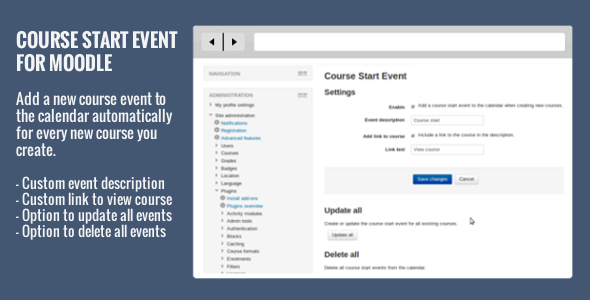 COURSE START EVENT
FOR MOODLE
Add a new course event to
the calendar automatically
for every new course you
create.
- Custom event description
- Custom link to view course
- Option to update all events
- Option to delete all events
NAVIGATION
ADMINISTRATION
My profile settings
Site administration
Notifications
Registration
Advanced features
Users
Courses
Grades
Badges
Location
Language
Plugins
Install add-ons
Plugins overview
Activity modules
Admin tools
Authentication
Blocks
Caching
Course formats
Enrolments
Filters
Course Start Event
Settings
Enable Add a course start event to the calendar when creating new courses.
Event description Course start
Add link to course Include a link to the course in the description.
Link text View course
Save changes Cancel
Update all
Create or update the course start event for all existing courses.
Update all
Delete all
Delete all course start events from the calendar.